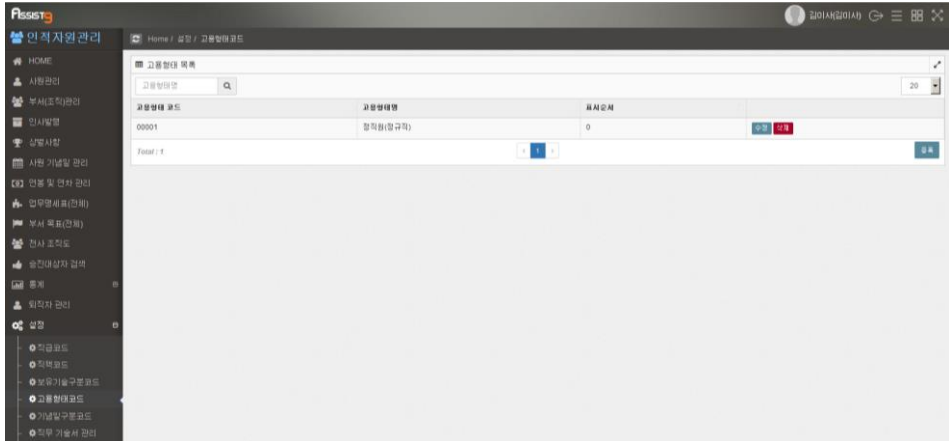 Assist9
김이사(김이사)
인적자원관리
Home / 설정 / 고용형태코드
HOME
사원관리
부서(조직)관리
인사발령
상벌사항
사원 기념일 관리
연봉 및 연차 관리
업무명세표(전체)
부서 목표(전체)
전사 조직도
승진대상자 검색
통계
퇴직자 관리
설정
직급코드
직책코드
보유기술구분코드
고용형태코드
기념일구분코드
직무 기술서 관리
고용형태 목록
고용형태명
20
고용형태 코드 고용형태명 표시순서
00001 정직원(정규직) 0 수정 삭제
Total : 1
1
등록